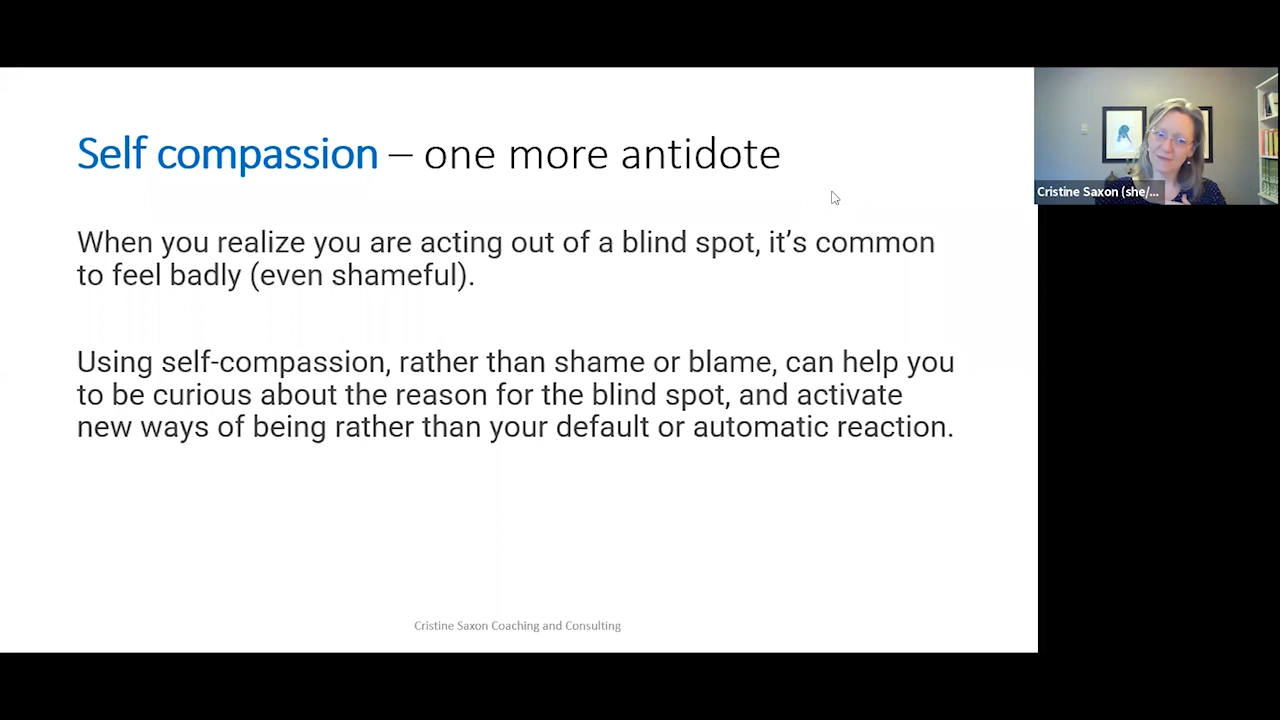 Self compassion – one more antidote
Cristine Saxon (she/...
When you realize you are acting out of a blind spot, it’s common
to feel badly (even shameful).
Using self-compassion, rather than shame or blame, can help you
to be curious about the reason for the blind spot, and activate
new ways of being rather than your default or automatic reaction.
Cristine Saxon Coaching and Consulting